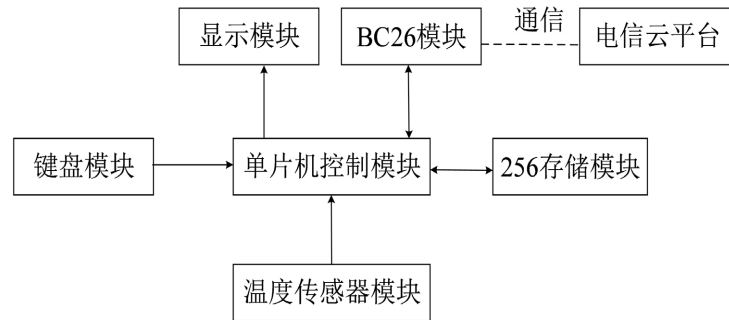 显示模块
BC26模块
通信
电信云平台
键盘模块
单片机控制模块
256存储模块
温度传感器模块